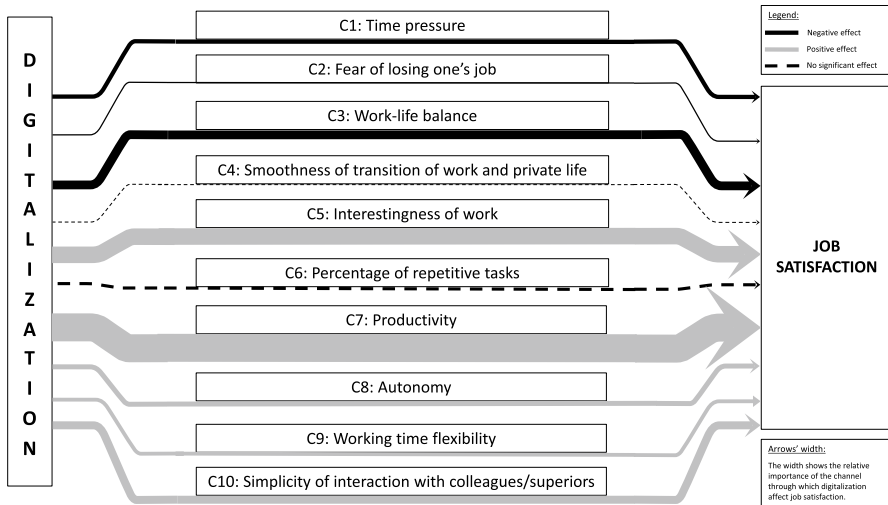 DIGITALIZATION
C1: Time pressure
C2: Fear of losing one's job
C3: Work-life balance
C4: Smoothness of transition of work and private life
C5: Interestingness of work
C6: Percentage of repetitive tasks
C7: Productivity
C8: Autonomy
C9: Working time flexibility
C10: Simplicity of interaction with colleagues/superiors
Legend:
Negative effect
Positive effect
No significant effect
JOB
SATISFACTION
Arrows' width:
The width shows the relative
importance of the channel
through which digitalization
affect job satisfaction.